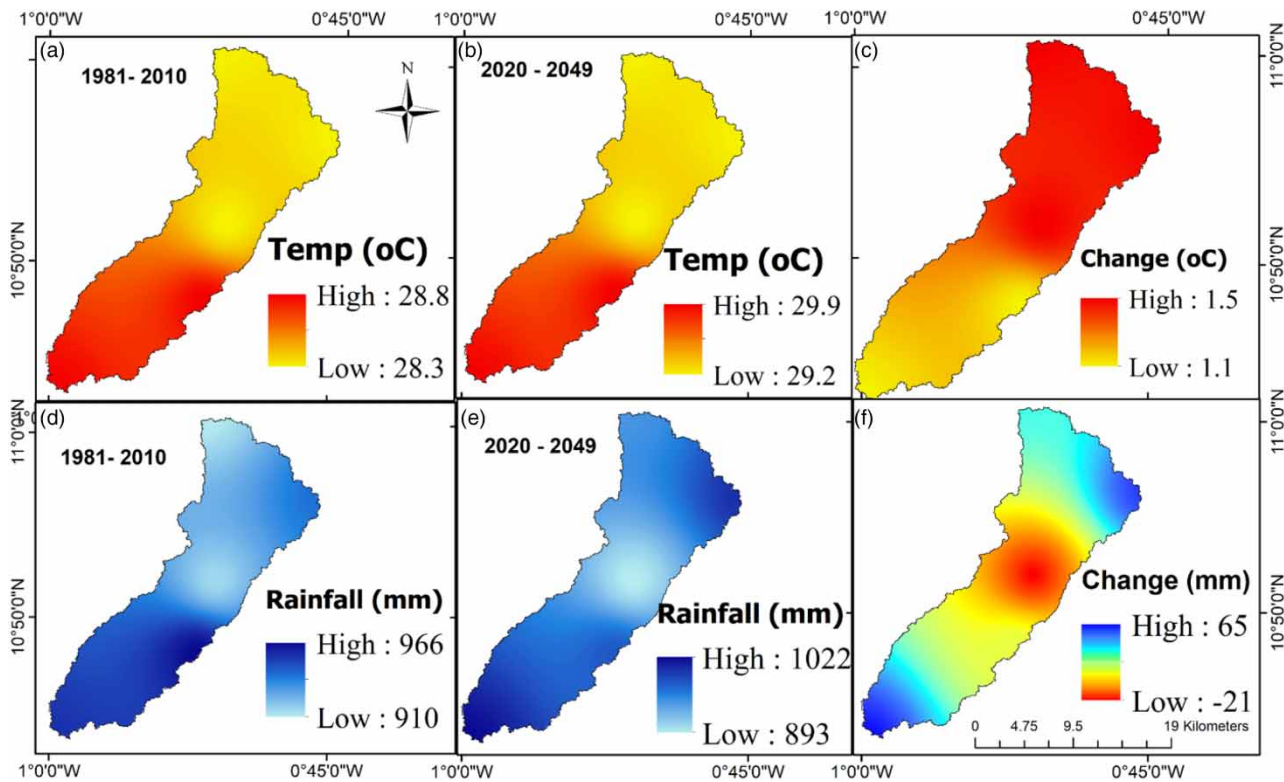 1°0'0"W 0°45'0"W 1°0'0"W 0°45'0"W 1°0'0"W 0°45'0"W
(a)
1981- 2010
N
Temp (oC)
High : 28.8
Low : 28.3
10°50'0"N
(b)
2020 - 2049
Temp (oC)
High : 29.9
Low : 29.2
(c)
Change (oC)
High : 1.5
Low : 1.1
11°0'0"N
10°50'0"N
(d)
1981- 2010
Rainfall (mm)
High : 966
Low : 910
11°0'0"N
10°50'0"N
(e)
2020 - 2049
Rainfall (mm)
High : 1022
Low : 893
(f)
Change (mm)
High : 65
Low : -21
0 4.75 9.5 19 Kilometers
11°0'0"N
10°50'0"N
1°0'0"W 0°45'0"W 1°0'0"W 0°45'0"W 1°0'0"W 0°45'0"W